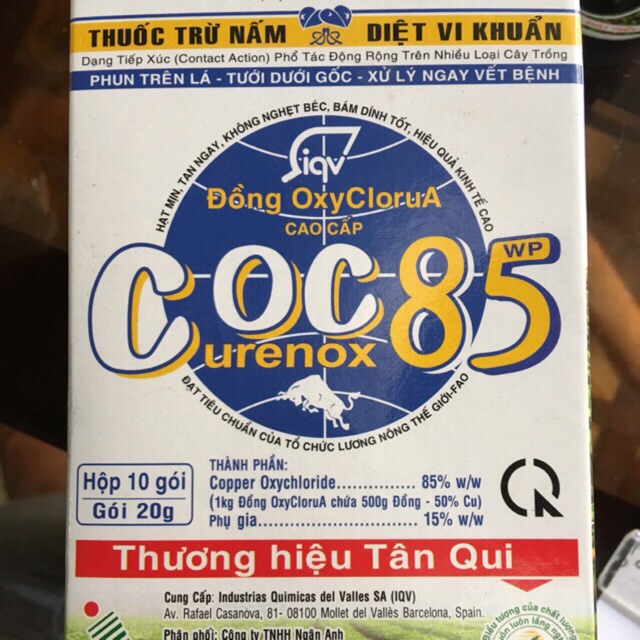 THUỐC TRỪ NẤM DIỆT VI KHUẨN
Dạng Tiếp Xúc (Contact Action) Phổ Tác Động Rộng Trên Nhiều Loại Cây Trồng
PHUN TRÊN LÁ - TƯỚI DƯỚI GỐC - XỬ LÝ NGAY VẾT BỆNH
HẠT MỊN, TAN NGAY, KHÔNG NGHẸT BÉC, BÁM DÍNH TỐT, HIỆU QUẢ KINH TẾ CAO
iqv
Đồng OxyCloruA
CAO CẤP
COC 85 WP
Curenox
ĐẠT TIÊU CHUẨN CỦA TỔ CHỨC LƯƠNG NÔNG THẾ GIỚI-FAO
Hộp 10 gói
Gói 20g
THÀNH PHẦN:
Copper Oxychloride................ 85% w/w
(1kg Đồng OxyCloruA chứa 500g Đồng - 50% Cu)
Phụ gia.................................. 15% w/w
Thương hiệu Tân Qui
Cung Cấp: Industrias Quimicas del Valles SA (IQV)
Av. Rafael Casanova, 81- 08100 Mollet del Vallès Barcelona, Spain.
Phân phối: Công ty TNHH Ngân Anh
tượng của chất lượng